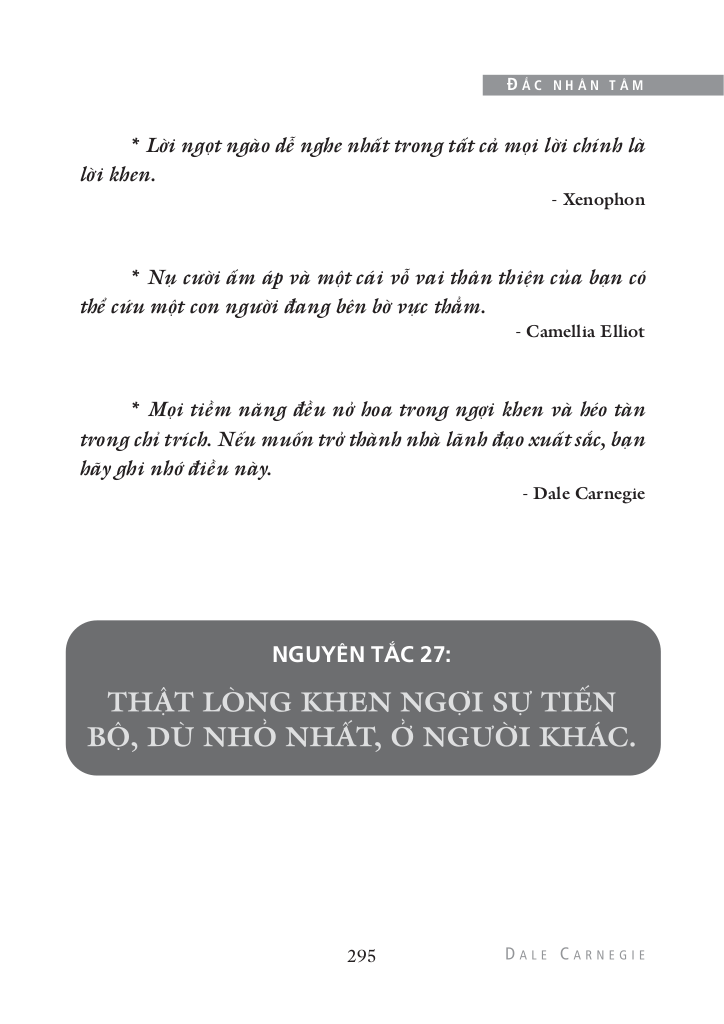 ĐẮC NHÂN TÂM
* Lời ngọt ngào dễ nghe nhất trong tất cả mọi lời chính là
lời khen.
- Xenophon
* Nụ cười ấm áp và một cái vỗ vai thân thiện của bạn có
thể cứu một con người đang bên bờ vực thẳm.
- Camellia Elliot
* Mọi tiềm năng đều nở hoa trong ngợi khen và héo tàn
trong chỉ trích. Nếu muốn trở thành nhà lãnh đạo xuất sắc, bạn
hãy ghi nhớ điều này.
- Dale Carnegie
NGUYÊN TẮC 27:
THẬT LÒNG KHEN NGỢI SỰ TIẾN
BỘ, DÙ NHỎ NHẤT, Ở NGƯỜI KHÁC.
295
DALE CARNEGIE